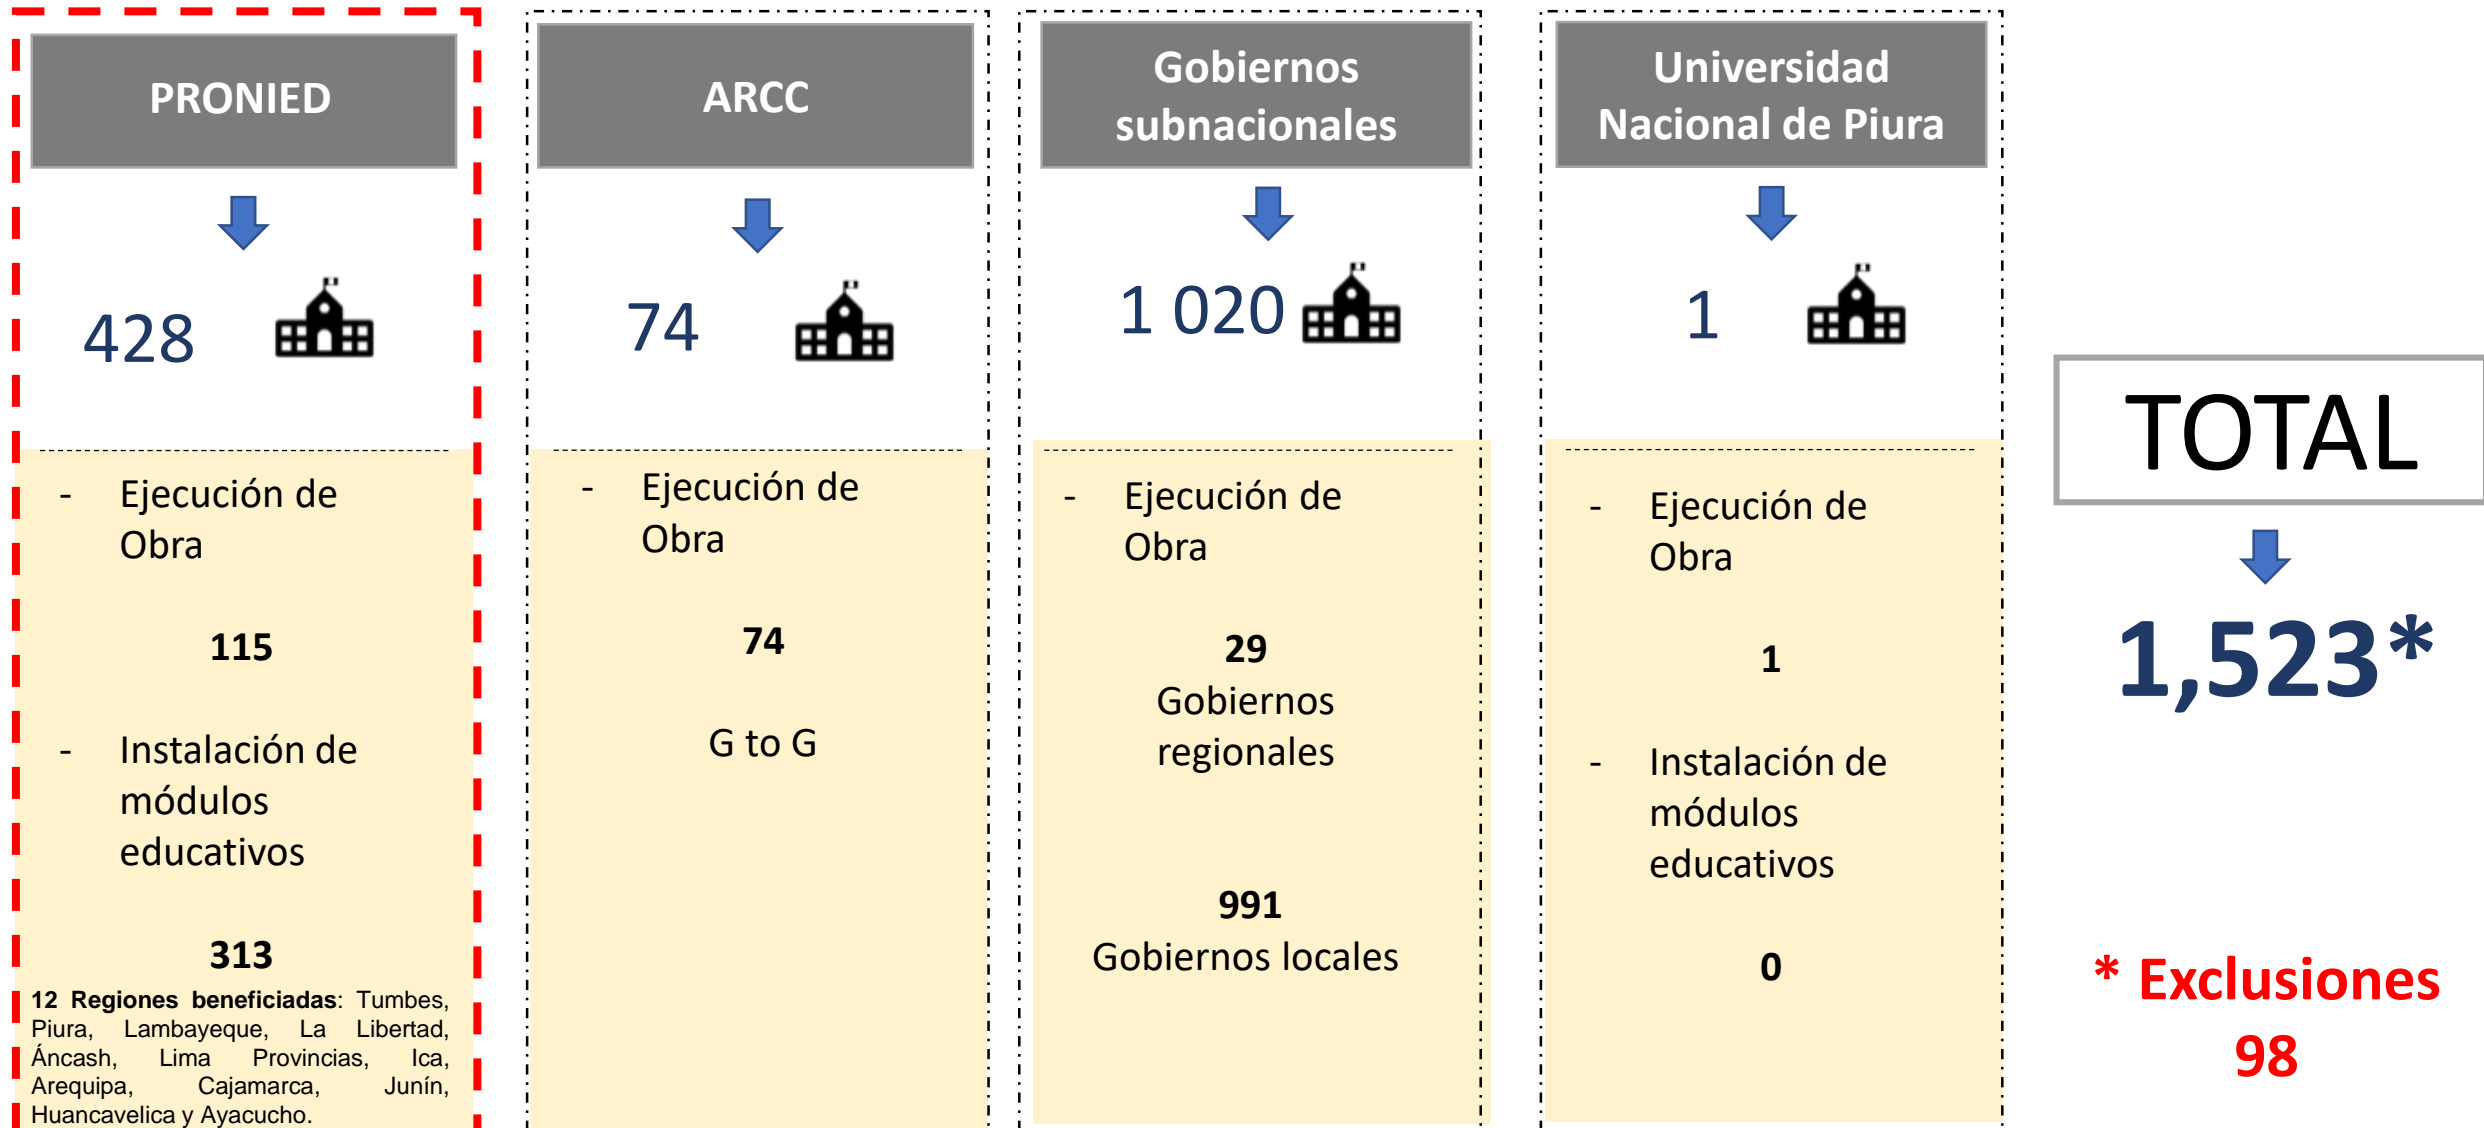 PRONIED
428
- Ejecución de
Obra
115
- Instalación de
módulos
educativos
313
12 Regiones beneficiadas: Tumbes,
Piura, Lambayeque, La Libertad,
Áncash, Lima Provincias, Ica,
Arequipa, Cajamarca, Junín,
Huancavelica y Ayacucho.
ARCC
74
- Ejecución de
Obra
74
G to G
Gobiernos
subnacionales
1 020
- Ejecución de
Obra
29
Gobiernos
regionales
991
Gobiernos locales
Universidad
Nacional de Piura
1
- Ejecución de
Obra
1
- Instalación de
módulos
educativos
0
TOTAL
1,523*
* Exclusiones
98